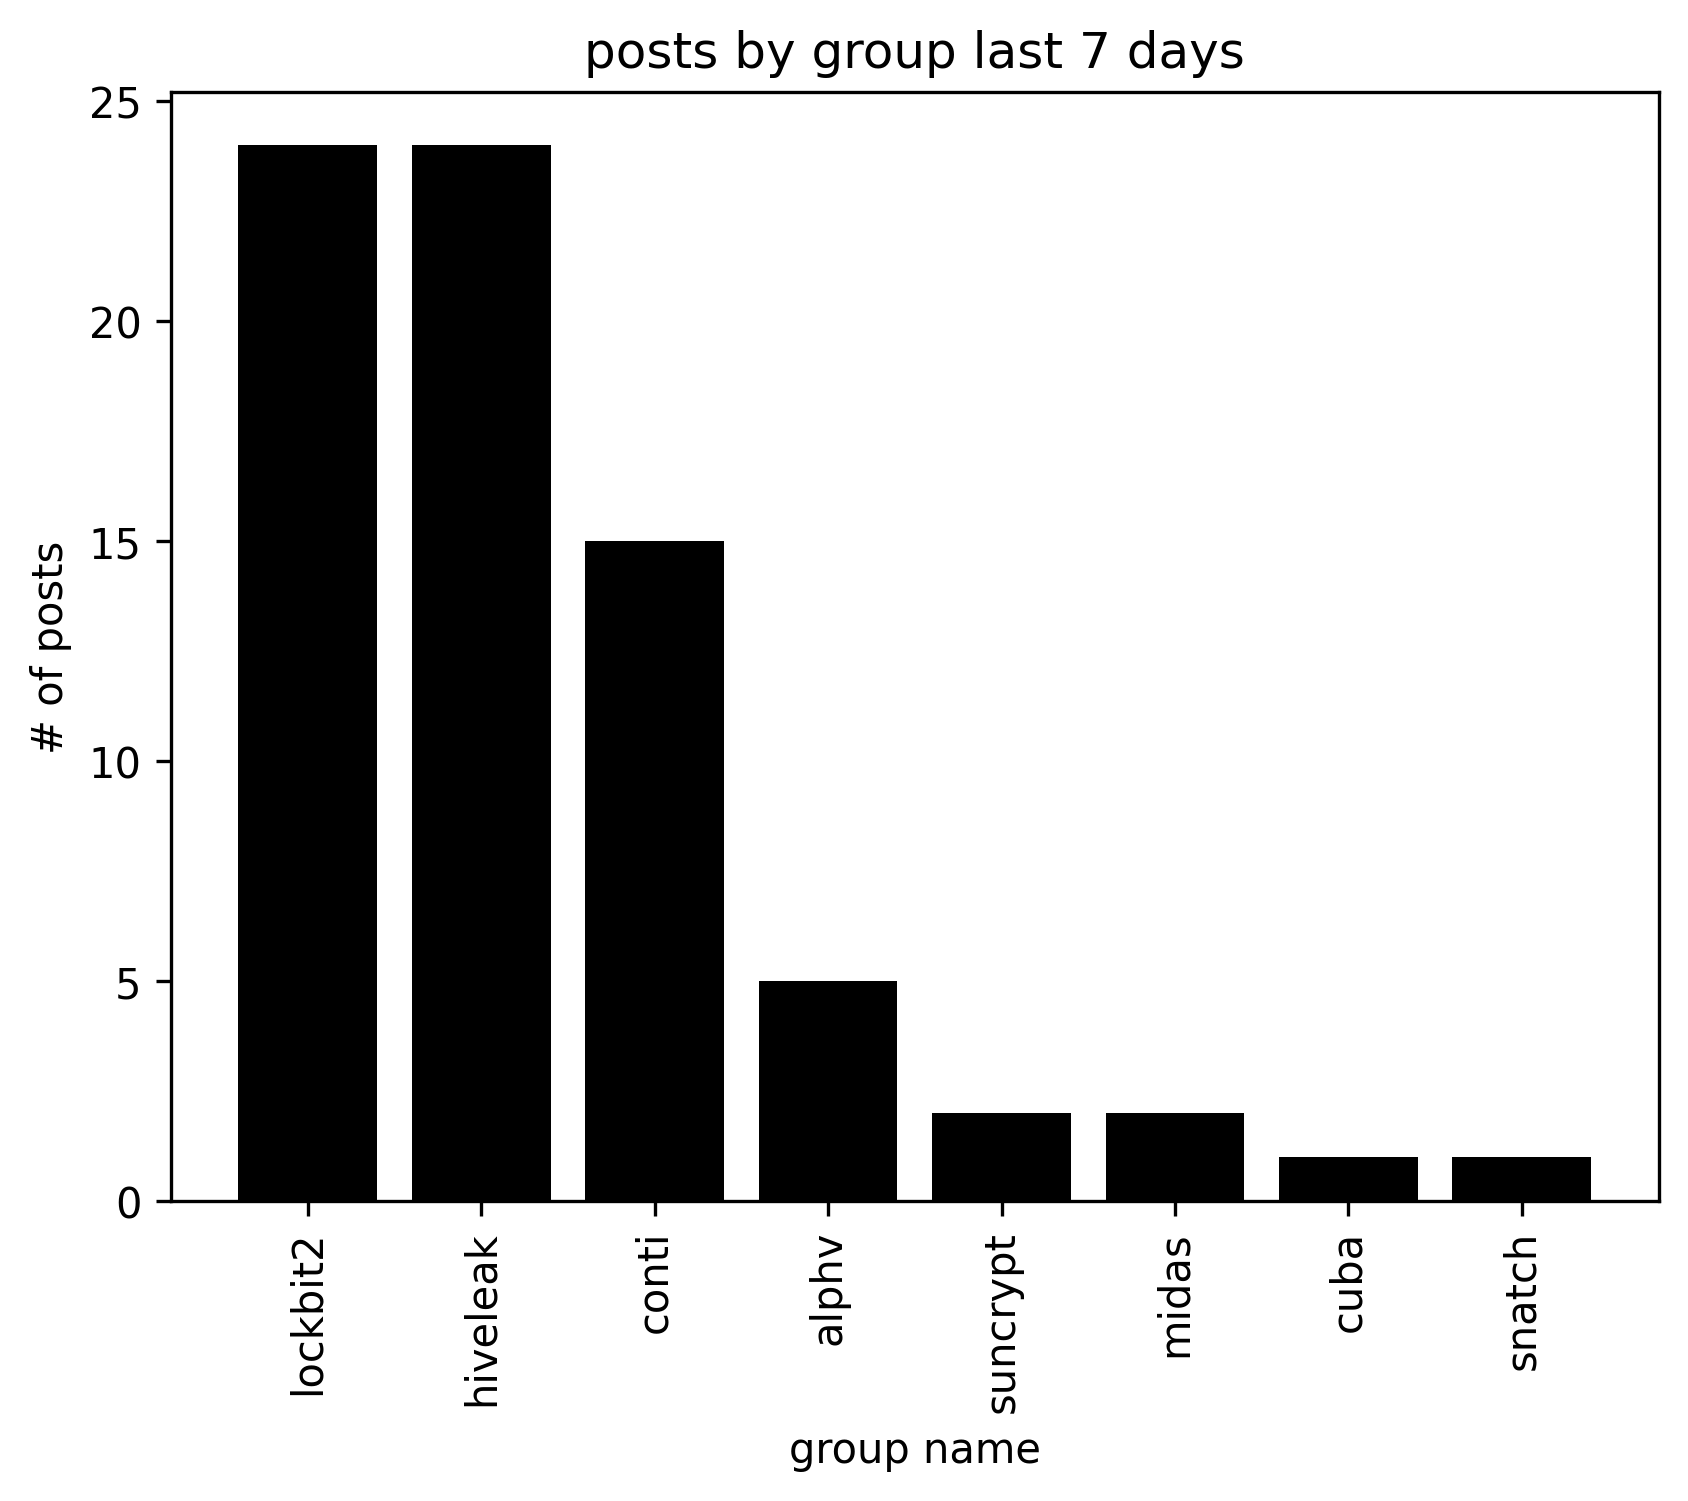 posts by group last 7 days
# of posts
25
20
15
10
5
0
lockbit2
hiveleak
conti
alphv
suncrypt
midas
cuba
snatch
group name